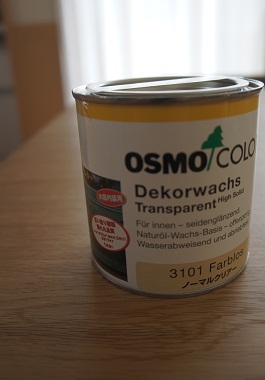 OSMO COLO
Dekorwachs
Transparent High Solid
Für innen – seidenglänzend
Naturöl-Wachs-Basis –
Wasserabweisend und
3101 Farblos
ノーマルクリアー